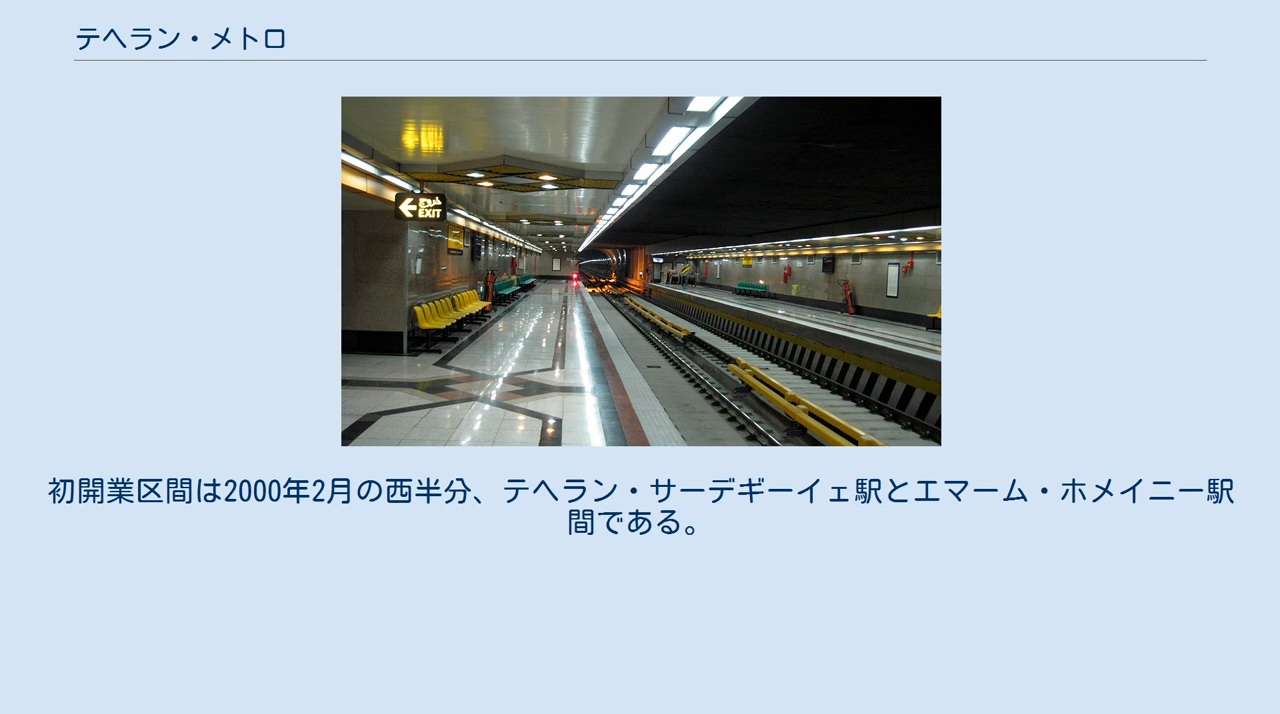 テヘラン・メトロ
خروج
EXIT
初開業区間は2000年2月の西半分、テヘラン・サーデギーイェ駅とエマーム・ホメイニー駅
間である。